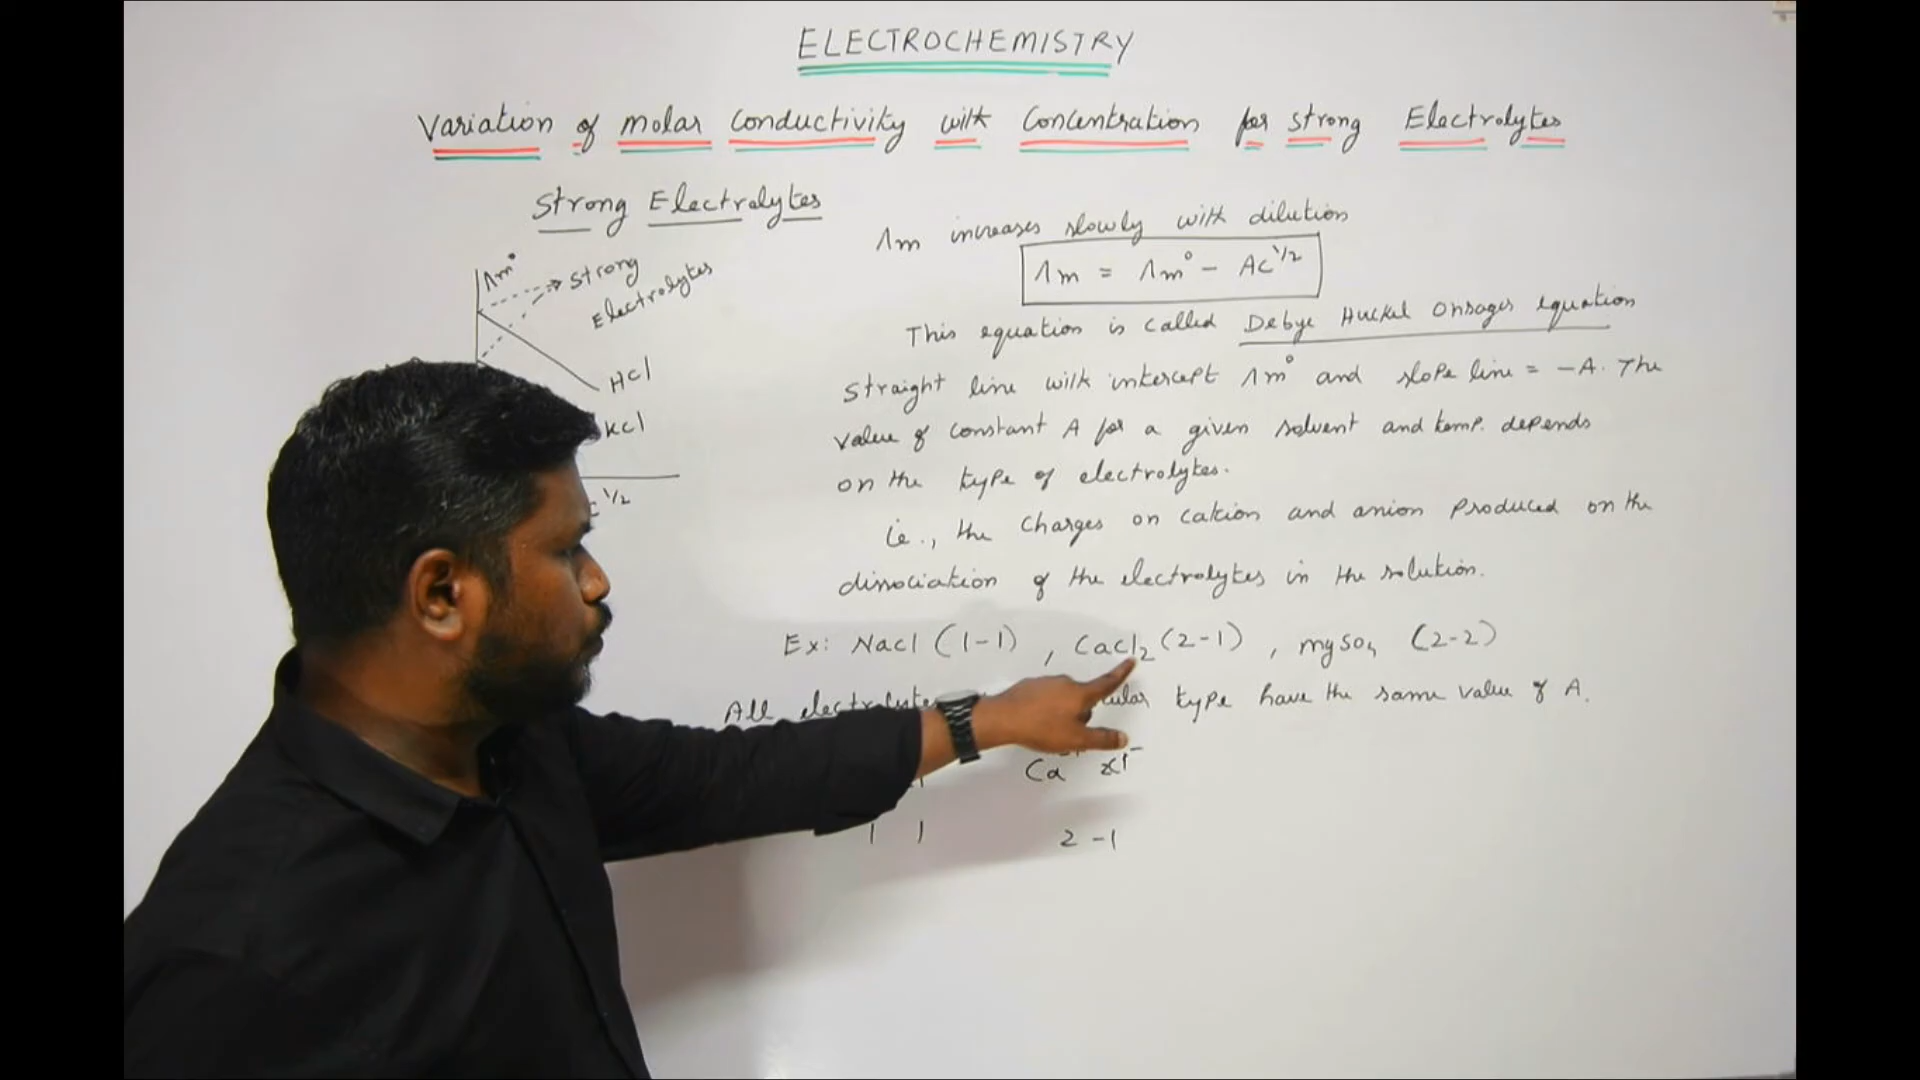 ELECTROCHEMISTRY
Variation of molar conductivity with Concentration for strong Electrolytes
Strong Electrolytes
Λm°
Strong
Electrolytes
HCl
KCl
C^1/2
Λm increases slowly with dilution
Λm = Λm° - AC^1/2
This equation is called Debye Huckel Onsager equation
Straight line with intercept Λm° and slope line = -A. The
value of constant A for a given solvent and temp. depends
on the type of electrolytes.
i.e., the charges on cation and anion produced on the
dissociation of the electrolytes in the solution.
Ex: NaCl (1-1) , CaCl₂ (2-1) , MgSO₄ (2-2)
All electrolytes type have the same value of A.
Ca
1 1 2 -1